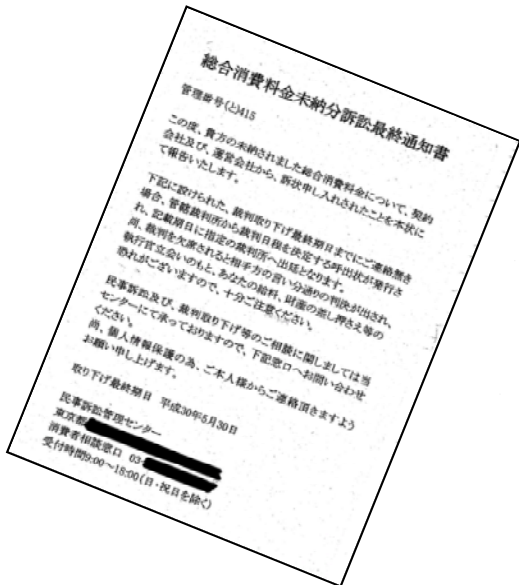 総合消費料金未納分訴訟最終通知書
管理番号(と)415
この度、貴方の未納されました総合消費料金について、契約
会社及び、運営会社から、訴状申し入れされたことを本状に
て報告いたします。
下記に設けられた、裁判取り下げ最終期日までにご連絡無き
場合、管轄裁判所から裁判日程を決定する呼出状が発行さ
れ、記載期日に指定の裁判所へ出廷となります。
尚、裁判を欠席されると相手方の言い分通りの判決が出され、
執行官立会いのもと、あなたの給料、財産の差し押さえ等の
恐れがございますので、十分ご注意ください。
民事訴訟及び、裁判取り下げ等のご相談に関しましては当
センターにて承っておりますので、下記窓口へお問い合わせ
ください。
尚、個人情報保護の為、ご本人様からご連絡頂きますよう
お願い申し上げます。
取り下げ最終期日 平成30年5月30日
民事訴訟管理センター
東京都
消費者相談窓口 03-
受付時間9:00～18:00(日・祝日を除く)